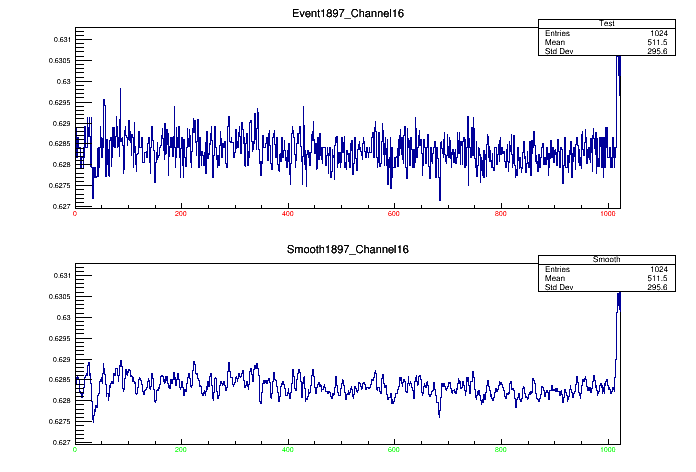 Event1897_Channel16
Test
Entries 1024
Mean 511.5
Std Dev 295.6
0.631
0.6305
0.63
0.6295
0.629
0.6285
0.628
0.6275
0.627
0 200 400 600 800 1000
Smooth1897_Channel16
Smooth
Entries 1024
Mean 511.5
Std Dev 295.6
0.631
0.6305
0.63
0.6295
0.629
0.6285
0.628
0.6275
0.627
0 200 400 600 800 1000